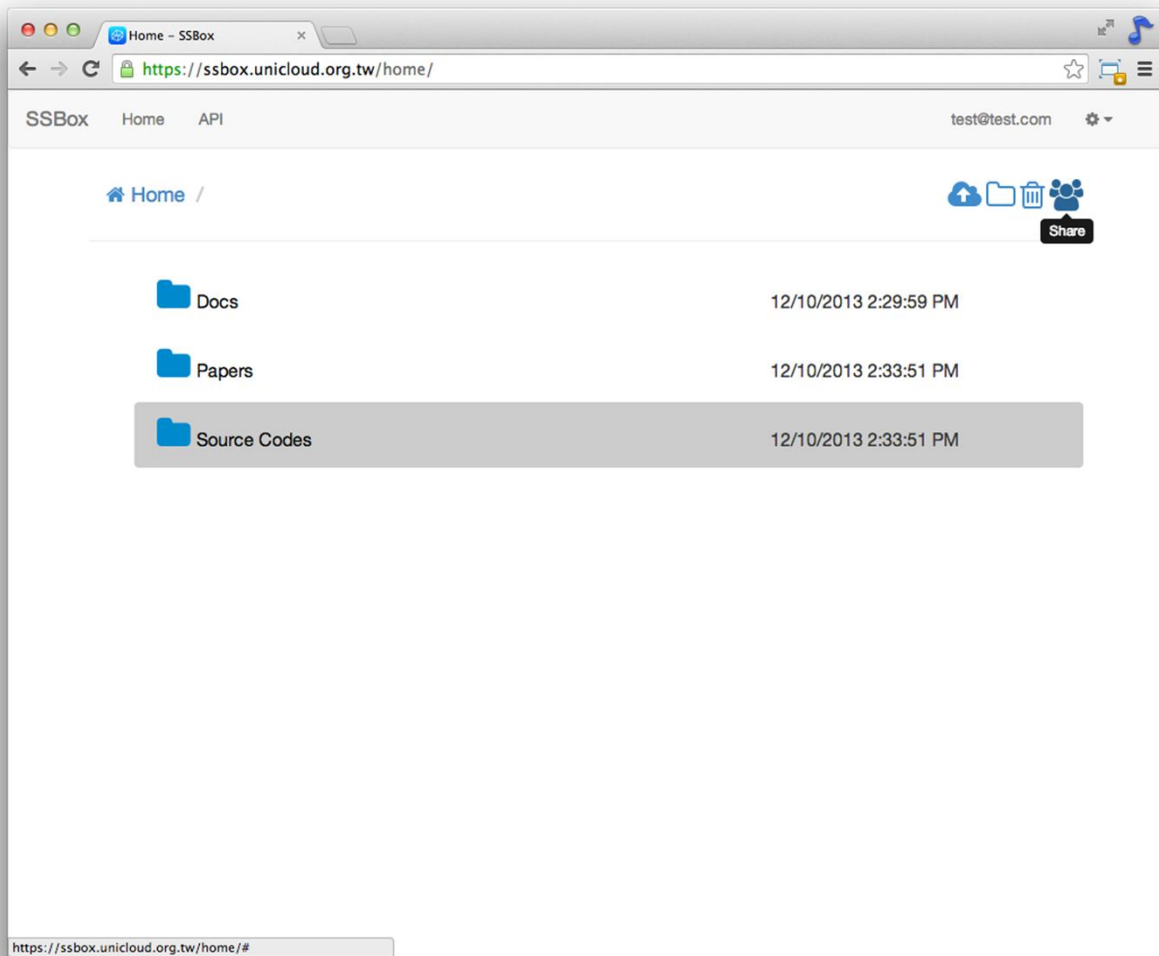 Home – SSBox
https://ssbox.unicloud.org.tw/home/
SSBox Home API test@test.com
Home /
Share
Docs 12/10/2013 2:29:59 PM
Papers 12/10/2013 2:33:51 PM
Source Codes 12/10/2013 2:33:51 PM
https://ssbox.unicloud.org.tw/home/#